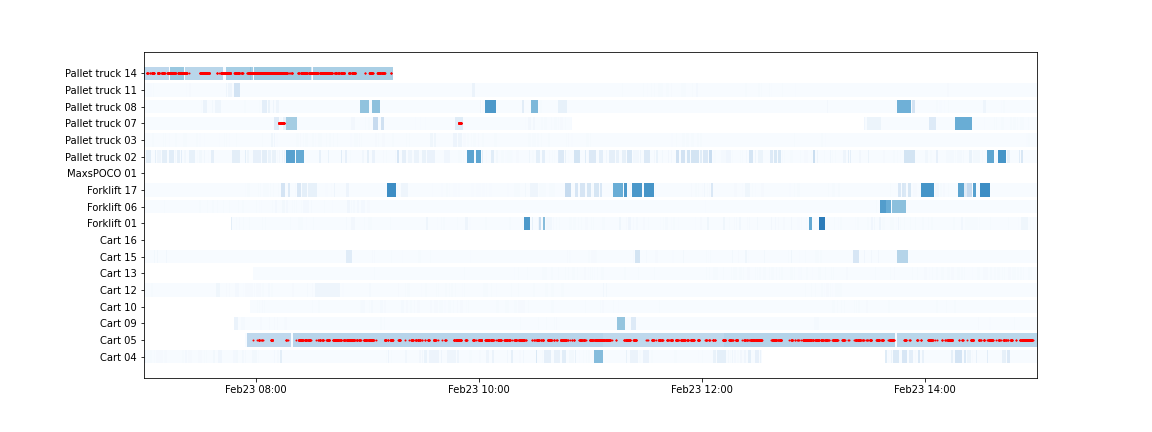 Pallet truck 14
Pallet truck 11
Pallet truck 08
Pallet truck 07
Pallet truck 03
Pallet truck 02
MaxsPOCO 01
Forklift 17
Forklift 06
Forklift 01
Cart 16
Cart 15
Cart 13
Cart 12
Cart 10
Cart 09
Cart 05
Cart 04
Feb23 08:00 Feb23 10:00 Feb23 12:00 Feb23 14:00